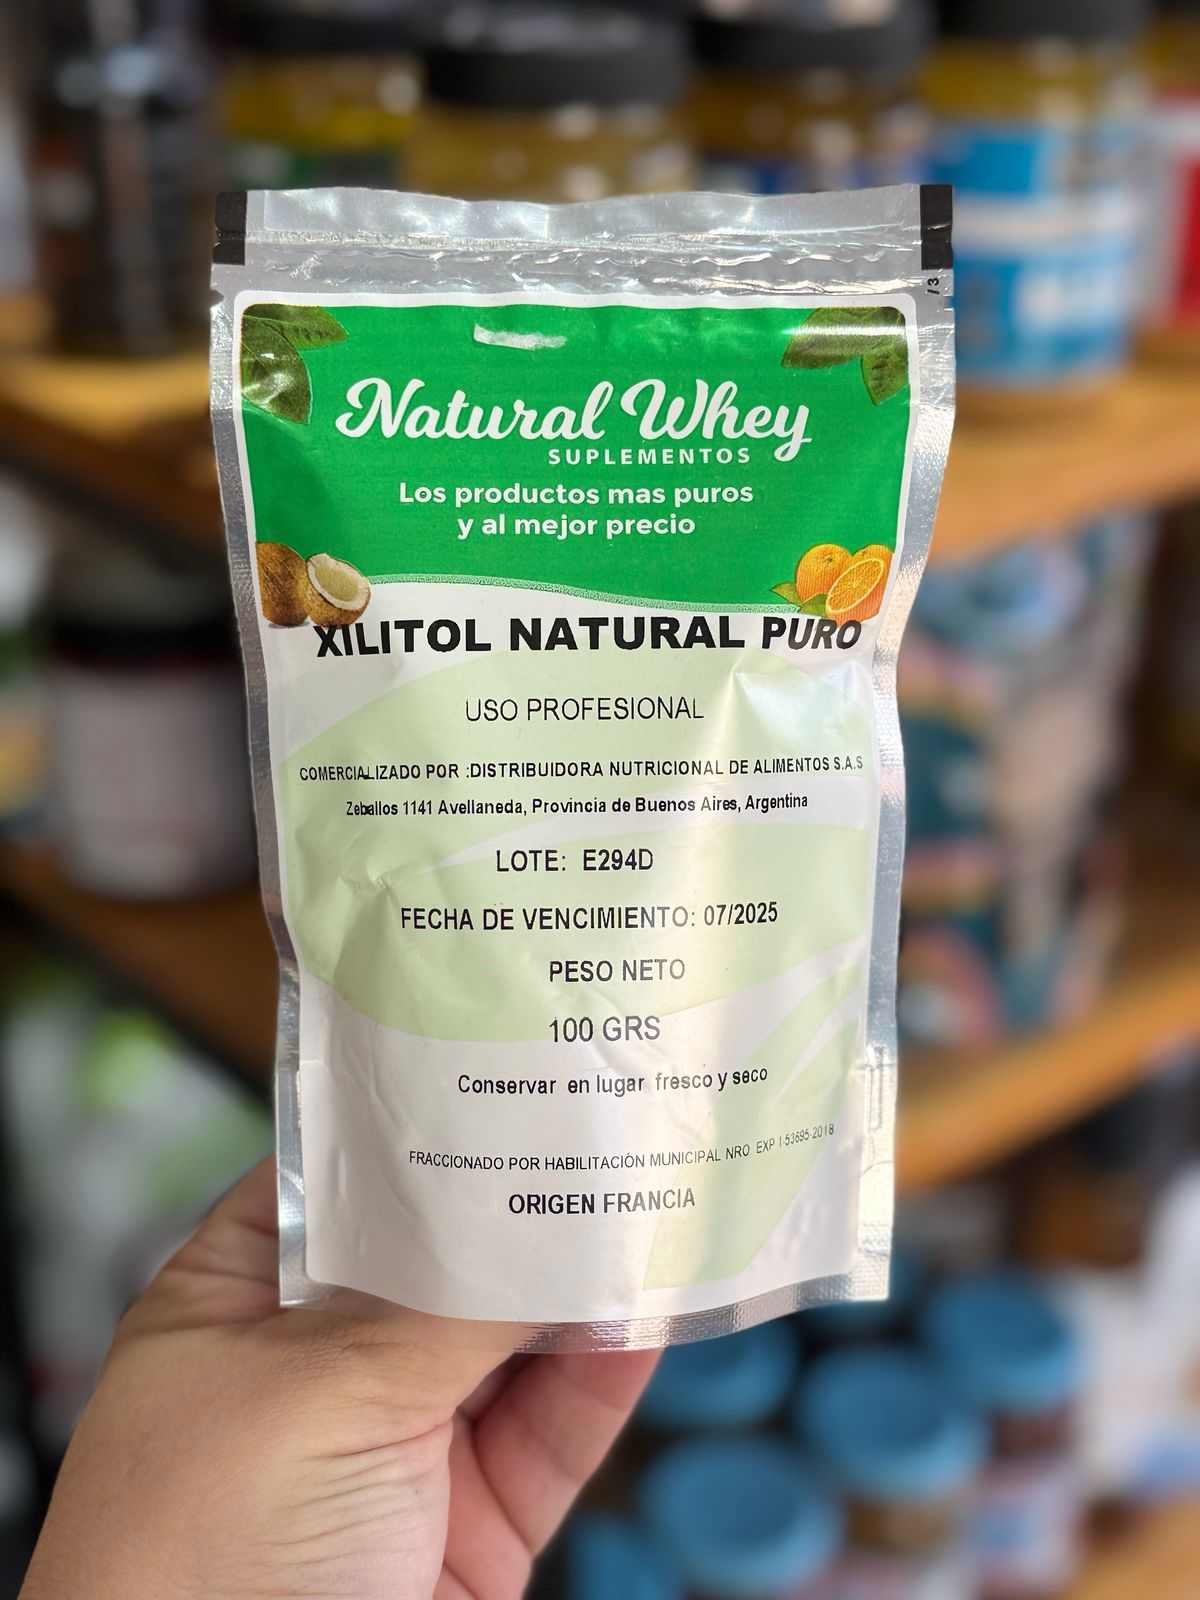 Natural Whey
SUPLEMENTOS
Los productos mas puros
y al mejor precio
XILITOL NATURAL PURO
USO PROFESIONAL
COMERCIALIZADO POR :DISTRIBUIDORA NUTRICIONAL DE ALIMENTOS S.A.S
Zeballos 1141 Avellaneda, Provincia de Buenos Aires, Argentina
LOTE: E294D
FECHA DE VENCIMIENTO: 07/2025
PESO NETO
100 GRS
Conservar en lugar fresco y seco
FRACCIONADO POR HABILITACIÓN MUNICIPAL NRO EXP 1-53695-2018
ORIGEN FRANCIA